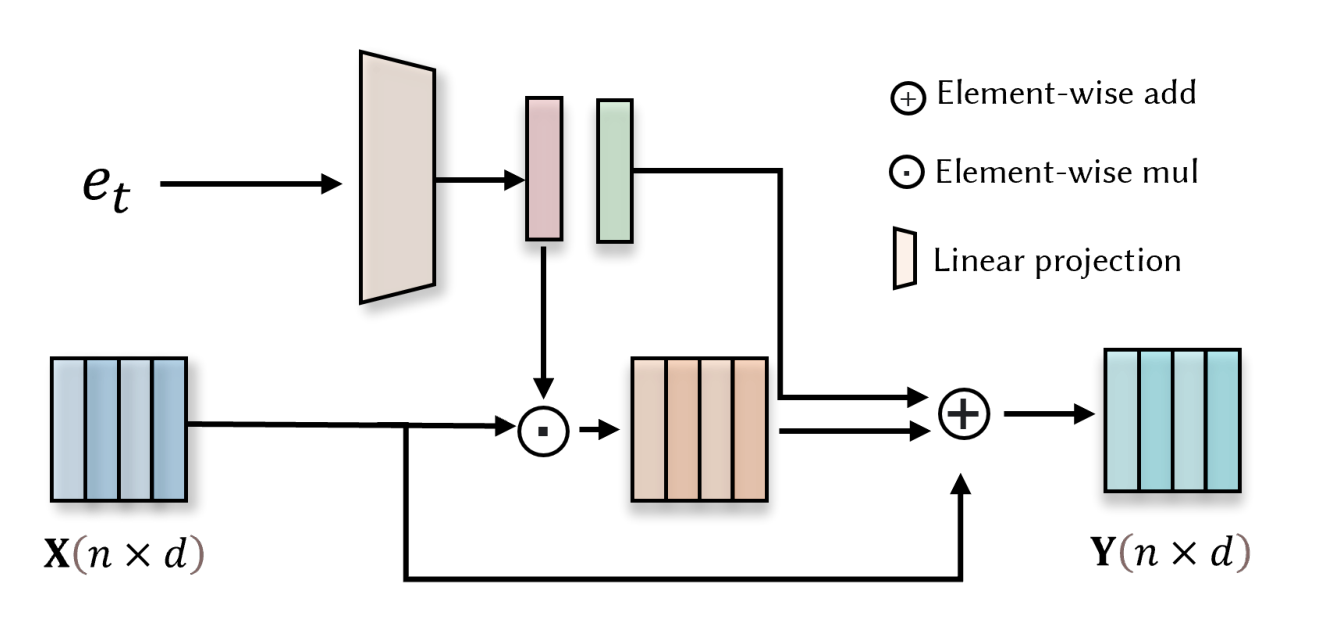 ⊕ Element-wise add
⊙ Element-wise mul
e_t
Linear projection
X(n × d)
Y(n × d)